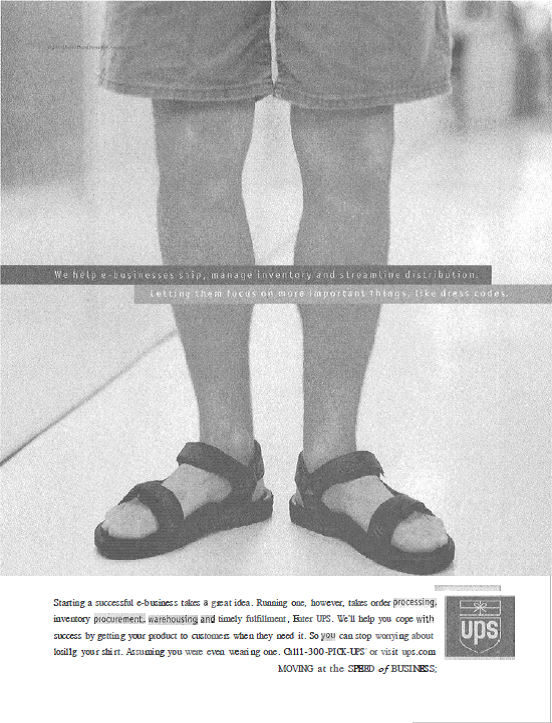 We help e-businesses ship, manage inventory and streamline distribution.
Letting them focus on more important things, like dress codes.
Starting a successful e-business takes a great idea. Running one, however, takes order processing,
inventory procurement, warehousing and timely fulfillment, Enter UPS. We'll help you cope with
success by getting your product to customers when they need it. So you can stop worrying about
losil1g your shirt. Assuming you were even wearing one. C1l11-300-PICK-UPS or visit ups.com
MOVING at the SPEED of BUSINESS;
ups